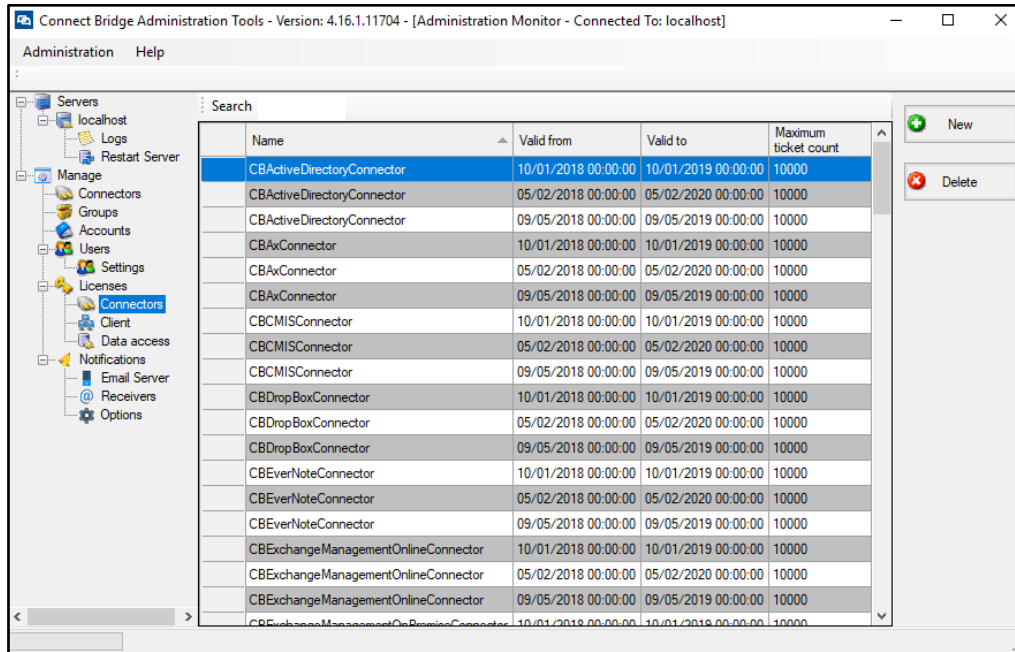 Connect Bridge Administration Tools - Version: 4.16.1.11704 - [Administration Monitor - Connected To: localhost]
Administration Help
Servers
localhost
Logs
Restart Server
Manage
Connectors
Groups
Accounts
Users
Settings
Licenses
Connectors
Client
Data access
Notifications
Email Server
@ Receivers
Options
Search
Name Valid from Valid to Maximum
ticket count
CBActiveDirectoryConnector 10/01/2018 00:00:00 10/01/2019 00:00:00 10000
CBActiveDirectoryConnector 05/02/2018 00:00:00 05/02/2020 00:00:00 10000
CBActiveDirectoryConnector 09/05/2018 00:00:00 09/05/2019 00:00:00 10000
CBAxConnector 10/01/2018 00:00:00 10/01/2019 00:00:00 10000
CBAxConnector 05/02/2018 00:00:00 05/02/2020 00:00:00 10000
CBAxConnector 09/05/2018 00:00:00 09/05/2019 00:00:00 10000
CBCMISConnector 10/01/2018 00:00:00 10/01/2019 00:00:00 10000
CBCMISConnector 05/02/2018 00:00:00 05/02/2020 00:00:00 10000
CBCMISConnector 09/05/2018 00:00:00 09/05/2019 00:00:00 10000
CBDropBoxConnector 10/01/2018 00:00:00 10/01/2019 00:00:00 10000
CBDropBoxConnector 05/02/2018 00:00:00 05/02/2020 00:00:00 10000
CBDropBoxConnector 09/05/2018 00:00:00 09/05/2019 00:00:00 10000
CBEverNoteConnector 10/01/2018 00:00:00 10/01/2019 00:00:00 10000
CBEverNoteConnector 05/02/2018 00:00:00 05/02/2020 00:00:00 10000
CBEverNoteConnector 09/05/2018 00:00:00 09/05/2019 00:00:00 10000
CBExchangeManagementOnlineConnector 10/01/2018 00:00:00 10/01/2019 00:00:00 10000
CBExchangeManagementOnlineConnector 05/02/2018 00:00:00 05/02/2020 00:00:00 10000
CBExchangeManagementOnlineConnector 09/05/2018 00:00:00 09/05/2019 00:00:00 10000
CBExchangeManagementOnPremiseConnector 10/01/2018 00:00:00 10/01/2019 00:00:00 10000
New
Delete